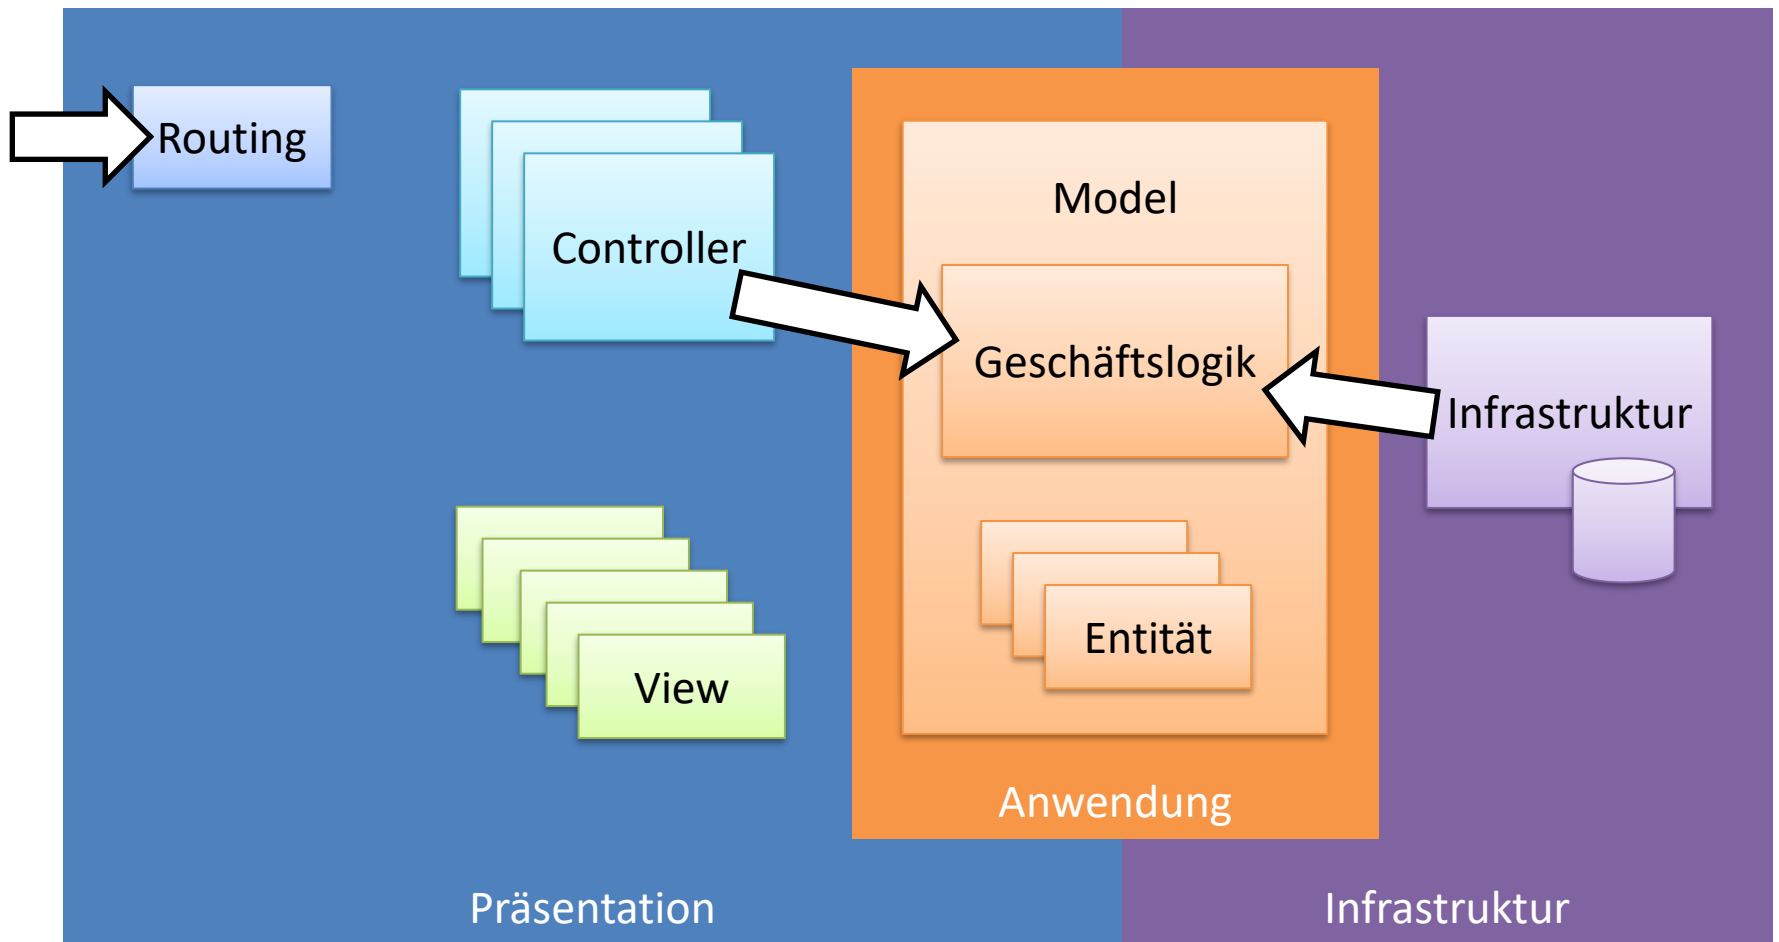 Routing
Controller
Model
Geschäftslogik
Infrastruktur
Entität
View
Anwendung
Präsentation
Infrastruktur